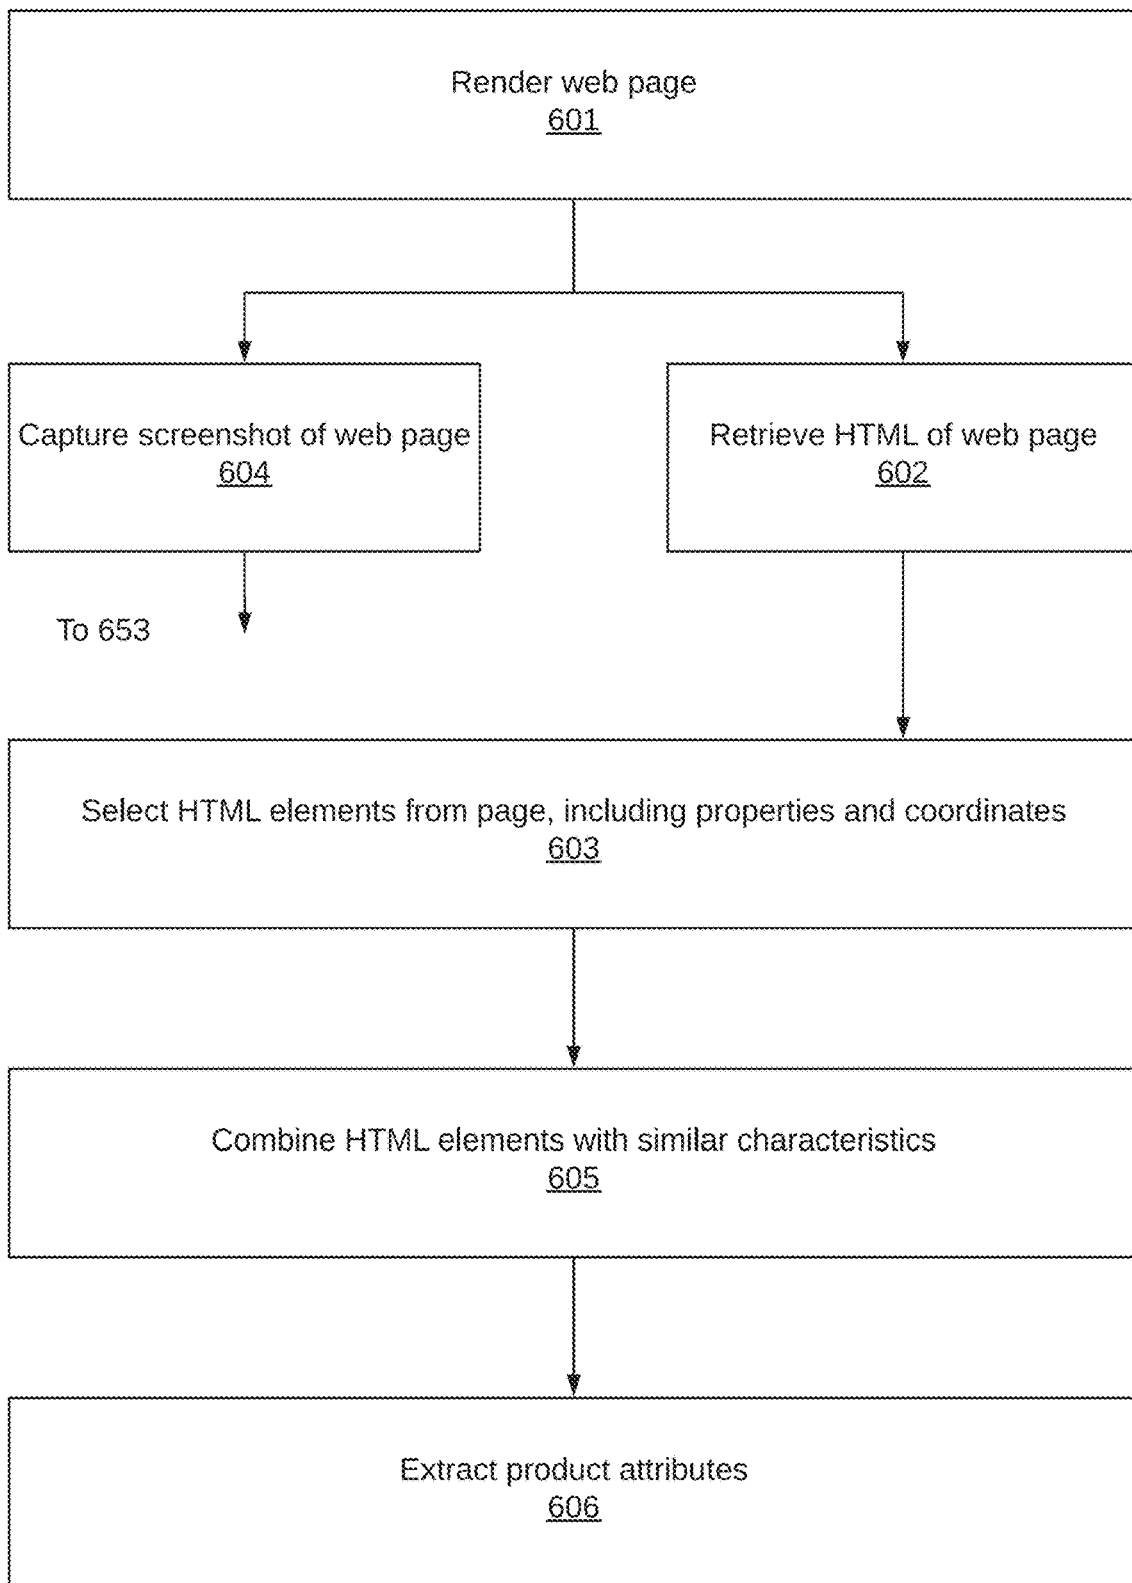 Render web page
601
Capture screenshot of web page
604
Retrieve HTML of web page
602
To 653
Select HTML elements from page, including properties and coordinates
603
Combine HTML elements with similar characteristics
605
Extract product attributes
606